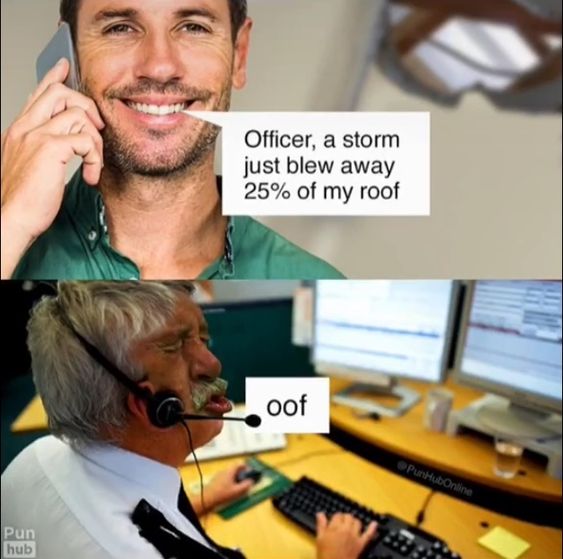 Officer, a storm
just blew away
25% of my roof
oof
@PunHubOnline
Pun
hub